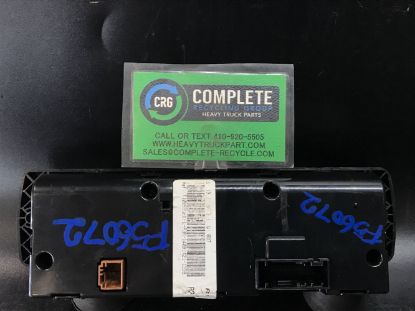 CRG
COMPLETE
RECYCLING GROUP
HEAVY TRUCK PARTS
CALL OR TEXT 410-920-5505
WWW.HEAVYTRUCKPART.COM
SALES@COMPLETE-RECYCLE.COM
P56072
P56072